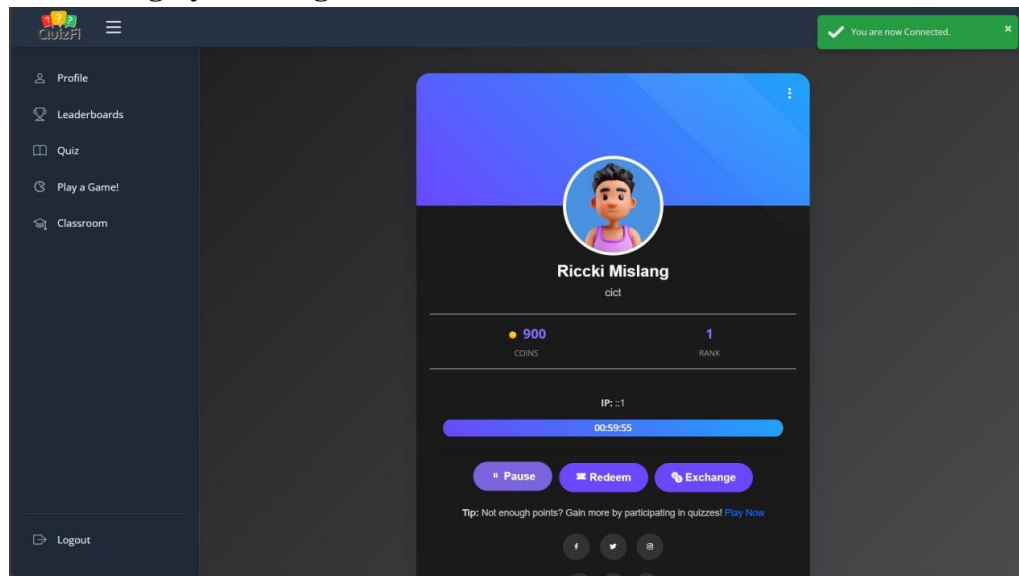 QuizFi
You are now Connected.
Profile
Leaderboards
Quiz
Play a Game!
Classroom
Logout
Riccki Mislang
cict
900
COINS
1
RANK
IP: ::1
00:59:55
Pause
Redeem
Exchange
Tip: Not enough points? Gain more by participating in quizzes! Play Now